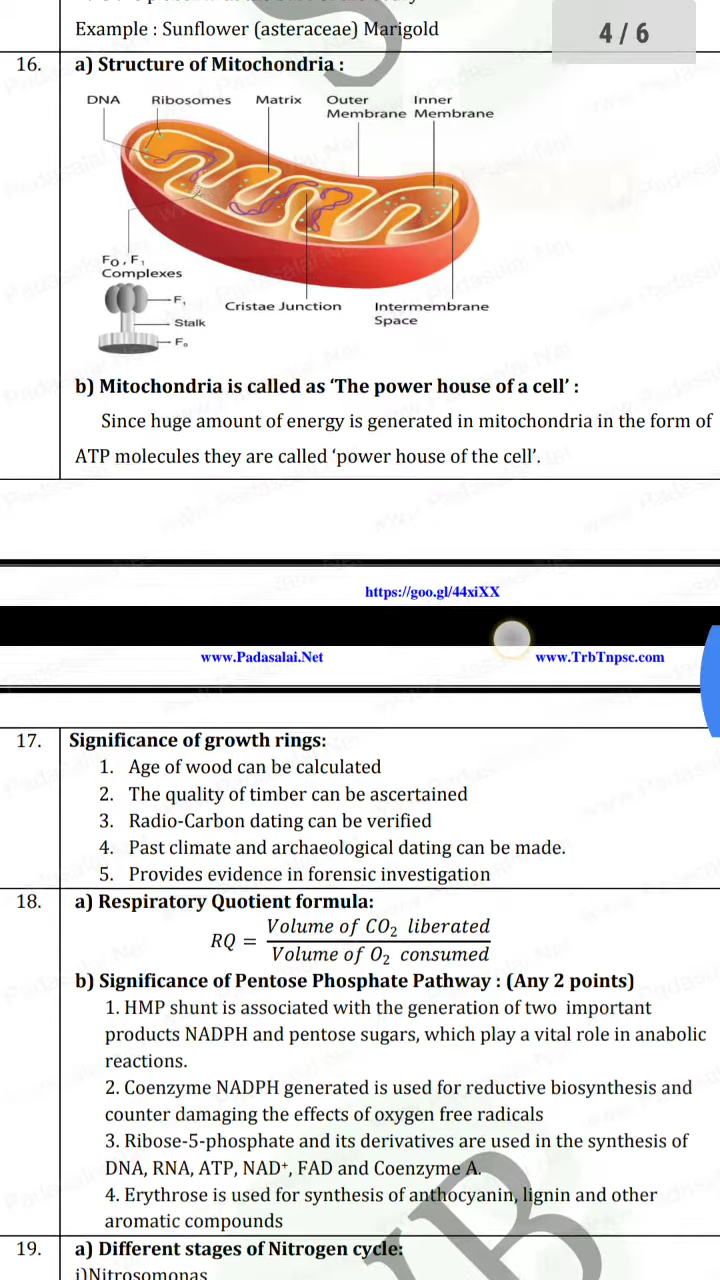 Example : Sunflower (asteraceae) Marigold
4 / 6
16. a) Structure of Mitochondria :
DNA Ribosomes Matrix Outer Membrane Inner Membrane
F₀ , F₁ Complexes
F₁
Stalk
F₀
Cristae Junction
Intermembrane Space
b) Mitochondria is called as ‘The power house of a cell’ :
Since huge amount of energy is generated in mitochondria in the form of
ATP molecules they are called ‘power house of the cell’.
https://goo.gl/44xiXX
www.Padasalai.Net www.TrbTnpsc.com
17. Significance of growth rings:
1. Age of wood can be calculated
2. The quality of timber can be ascertained
3. Radio-Carbon dating can be verified
4. Past climate and archaeological dating can be made.
5. Provides evidence in forensic investigation
18. a) Respiratory Quotient formula:
RQ = Volume of CO₂ liberated
Volume of O₂ consumed
b) Significance of Pentose Phosphate Pathway : (Any 2 points)
1. HMP shunt is associated with the generation of two important
products NADPH and pentose sugars, which play a vital role in anabolic
reactions.
2. Coenzyme NADPH generated is used for reductive biosynthesis and
counter damaging the effects of oxygen free radicals
3. Ribose-5-phosphate and its derivatives are used in the synthesis of
DNA, RNA, ATP, NAD⁺, FAD and Coenzyme A.
4. Erythrose is used for synthesis of anthocyanin, lignin and other
aromatic compounds
19. a) Different stages of Nitrogen cycle:
i)Nitrosomonas